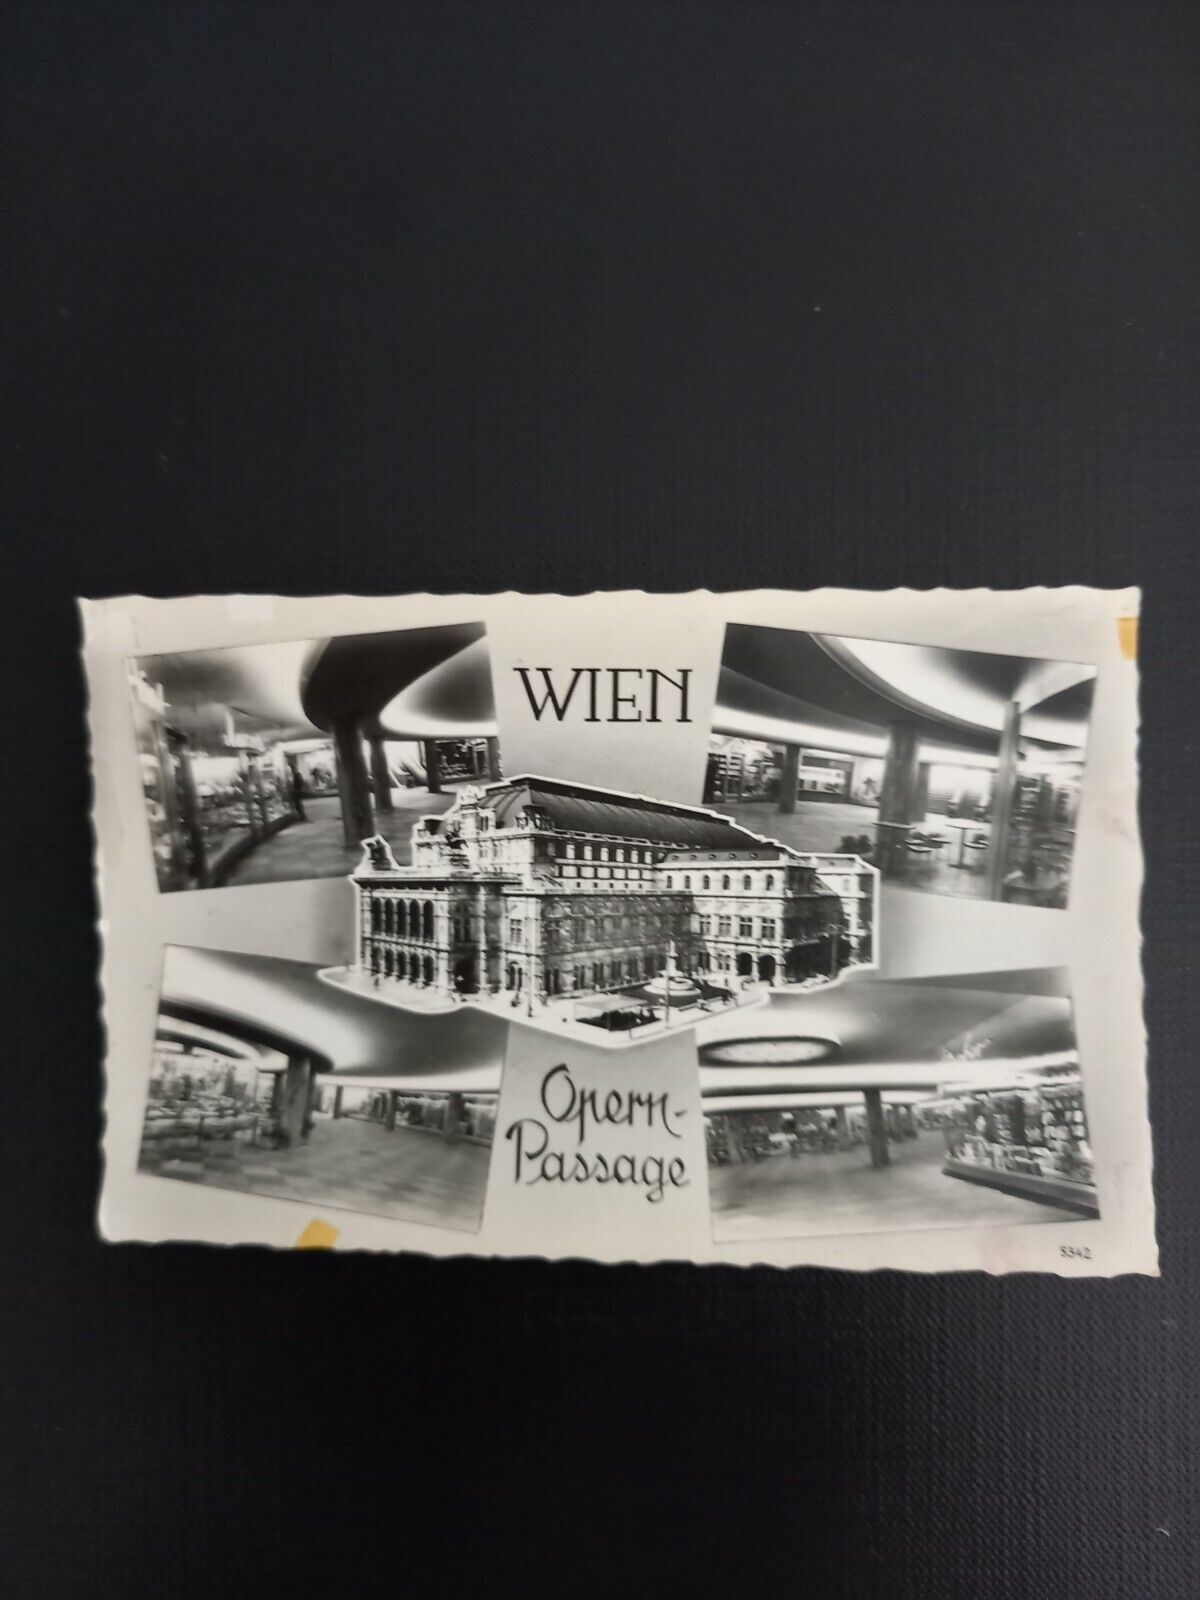 WIEN
Opern-
Passage
5342